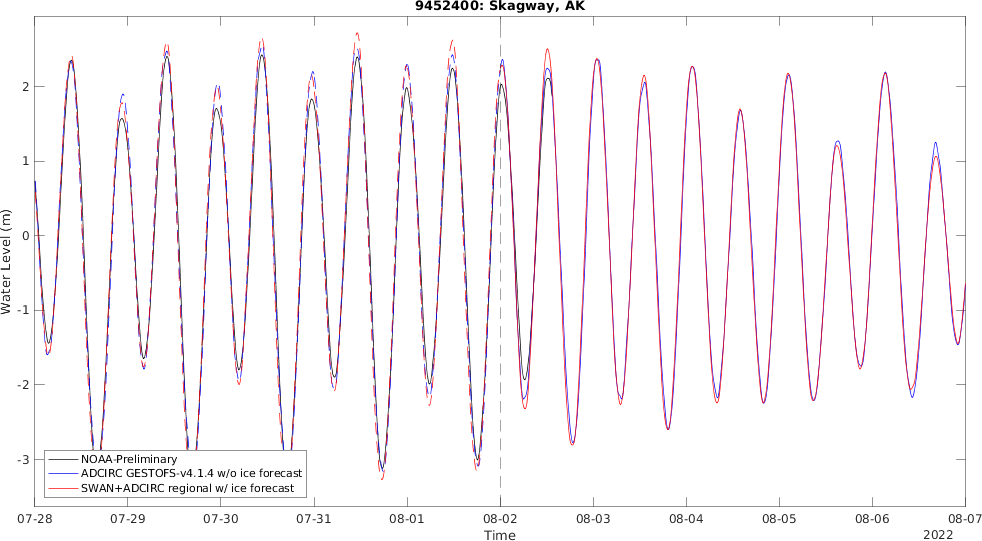 9452400: Skagway, AK
Water Level (m)
2
1
0
-1
-2
-3
NOAA-Preliminary
ADCIRC GESTOFS-v4.1.4 w/o ice forecast
SWAN+ADCIRC regional w/ ice forecast
07-28 07-29 07-30 07-31 08-01 08-02 08-03 08-04 08-05 08-06 08-07
Time
2022